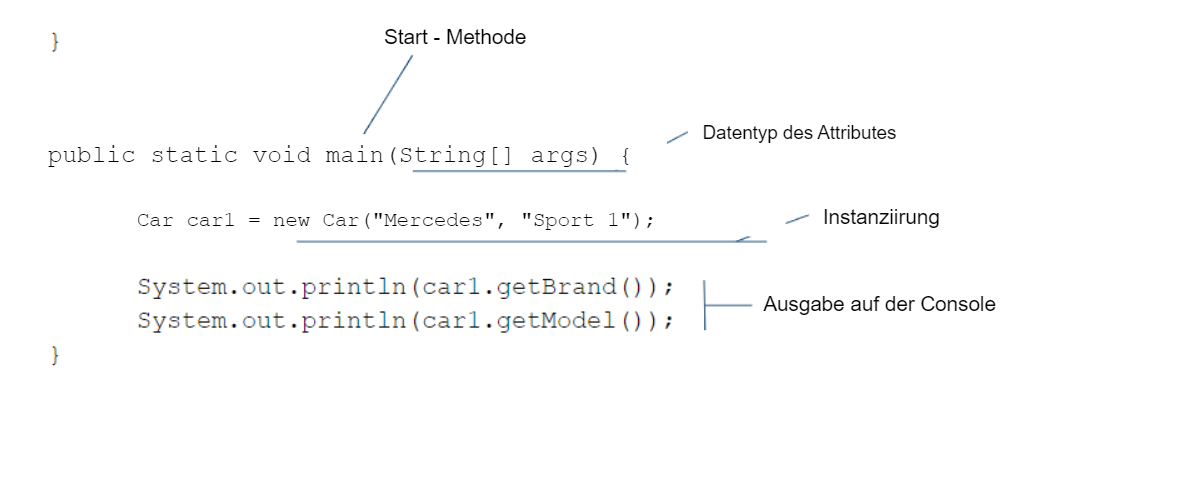 }
Start - Methode
Datentyp des Attributes
public static void main(String[] args) {
Car car1 = new Car("Mercedes", "Sport 1");
Instanziirung
System.out.println(car1.getBrand());
System.out.println(car1.getModel());
Ausgabe auf der Console
}